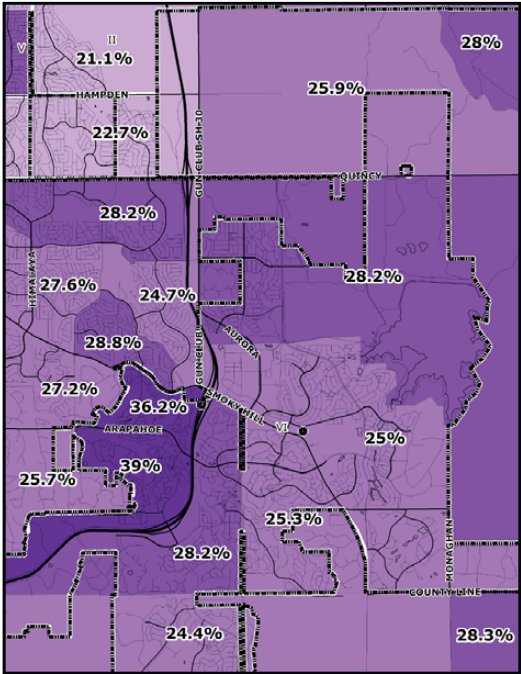 II
V
28%
21.1%
25.9%
HAMPDEN
22.7%
GUN CLUB-SH-30
QUINCY
28.2%
28.2%
HIMALAYA
27.6%
24.7%
28.8%
AURORA
GUN CLUB
27.2%
36.2%
SMOKY HILL
ARAPAHOE
VI
25%
39%
25.7%
25.3%
MONAGHAN
28.2%
COUNTY LINE
24.4%
28.3%